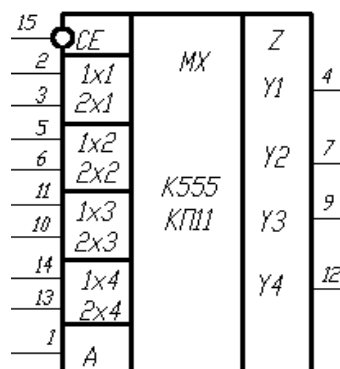 15 CE MX Z
2 1x1 Y1 4
3 2x1
5 1x2 Y2 7
6 2x2
11 1x3 K555 Y3 9
10 2x3 КП11
14 1x4 Y4 12
13 2x4
1 A